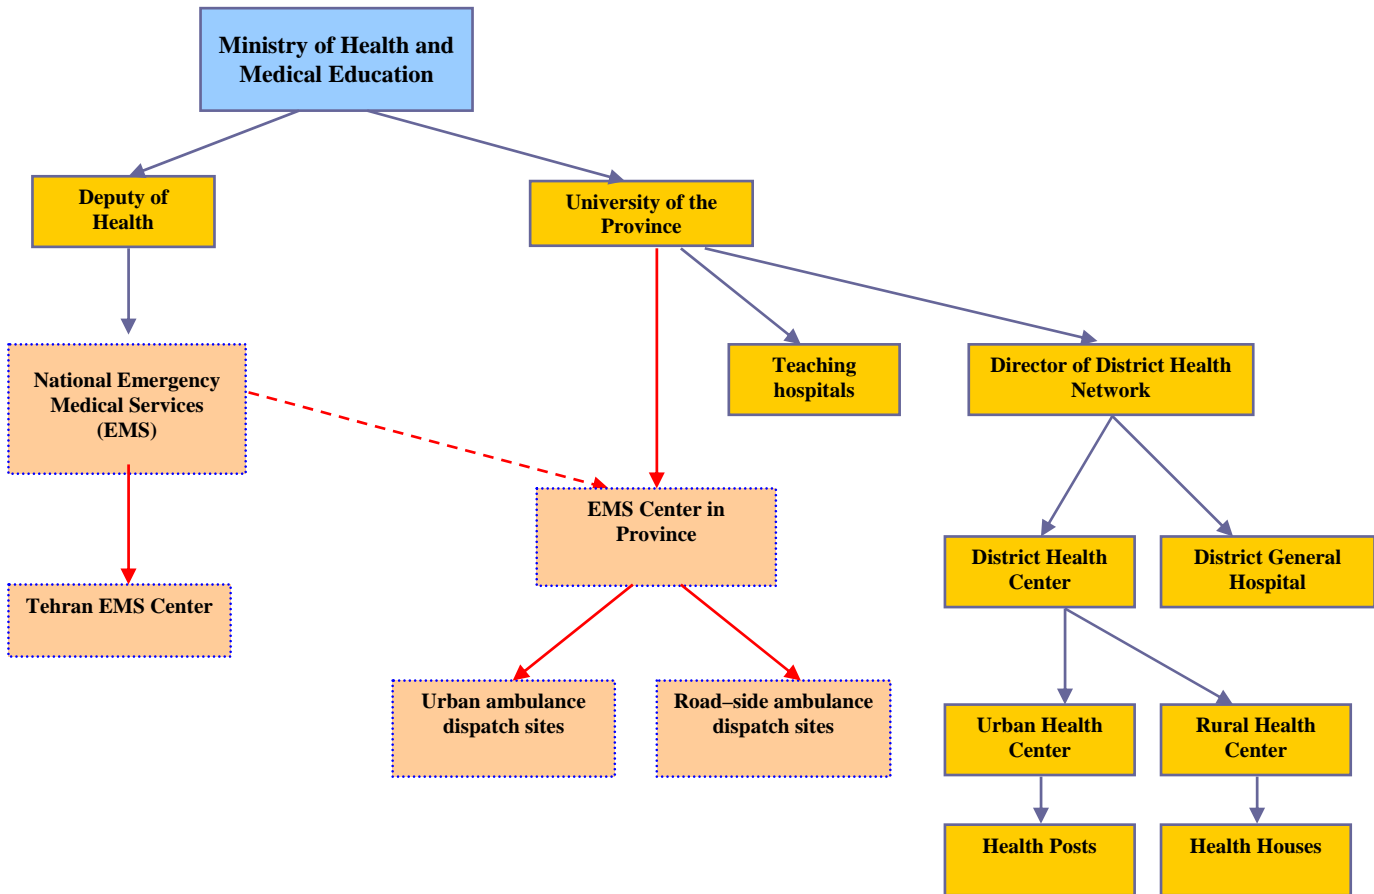 Ministry of Health and
Medical Education
Deputy of
Health
University of the
Province
National Emergency
Medical Services
(EMS)
Teaching
hospitals
Director of District Health
Network
EMS Center in
Province
District Health
Center
District General
Hospital
Tehran EMS Center
Urban ambulance
dispatch sites
Road–side ambulance
dispatch sites
Urban Health
Center
Rural Health
Center
Health Posts
Health Houses